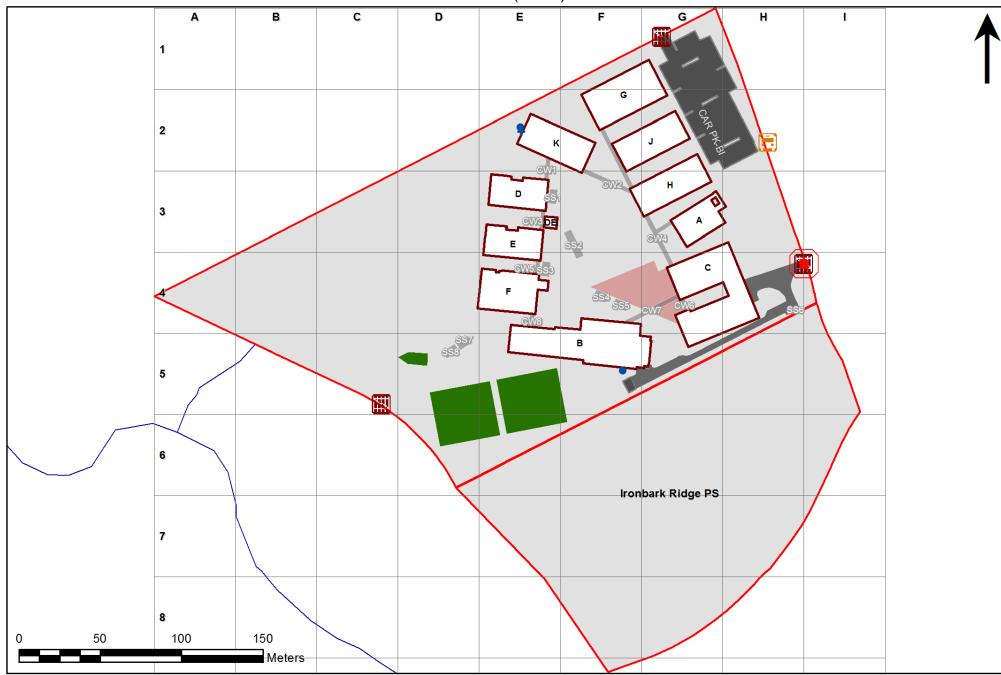 A B C D E F G H I
1
G
2
CAR PK-BI
K
J
CW1
CW2
H
D
SS1
3
A
CW3
DE
CW4
E
SS2
C
CW5
SS3
4
F
SS4
SS5
CW7
CW6
SS6
CW8
B
SS7
SS8
5
6
Ironbark Ridge PS
7
8
0 50 100 150
Meters